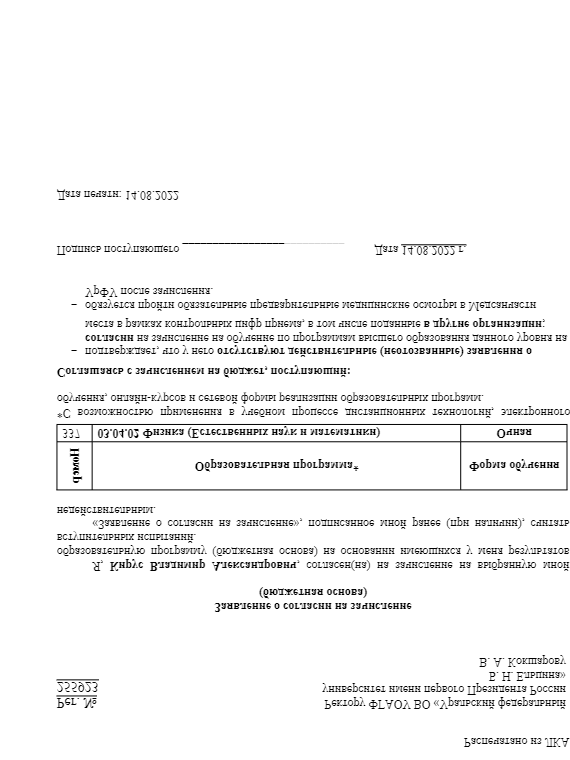 Распечатано из ЛКА
Рег. №
255923
Ректору ФГАОУ ВО «Уральский федеральный
университет имени первого Президента России
Б. Н. Ельцина»
В. А. Кокшарову
Заявление о согласии на зачисление
(бюджетная основа)
Я, Кирус Владимир Александрович, согласен(на) на зачисление на выбранную мной
образовательную программу (бюджетная основа) на основании имеющихся у меня результатов
вступительных испытаний.
«Заявление о согласии на зачисление», подписанное мной ранее (при наличии), считать
недействительным.
Номер
Образовательная программа*
Форма обучения
337
03.04.02 Физика (Естественных наук и математики)
Очная
*С возможностью применения в учебном процессе дистанционных технологий, электронного
обучения, онлайн-курсов и сетевой формы реализации образовательных программ.
Соглашаясь с зачислением на бюджет, поступающий:
– подтверждает, что у него отсутствуют действительные (неотозванные) заявления о
согласии на зачисление на обучение по программам высшего образования данного уровня на
места в рамках контрольных цифр приема, в том числе поданные в другие организации;
– обязуется пройти обязательные предварительные медицинские осмотры в Медсанчасти
УрФУ после зачисления.
Подпись поступающего ____________________ Дата 14.08.2022 г.
Дата печати: 14.08.2022